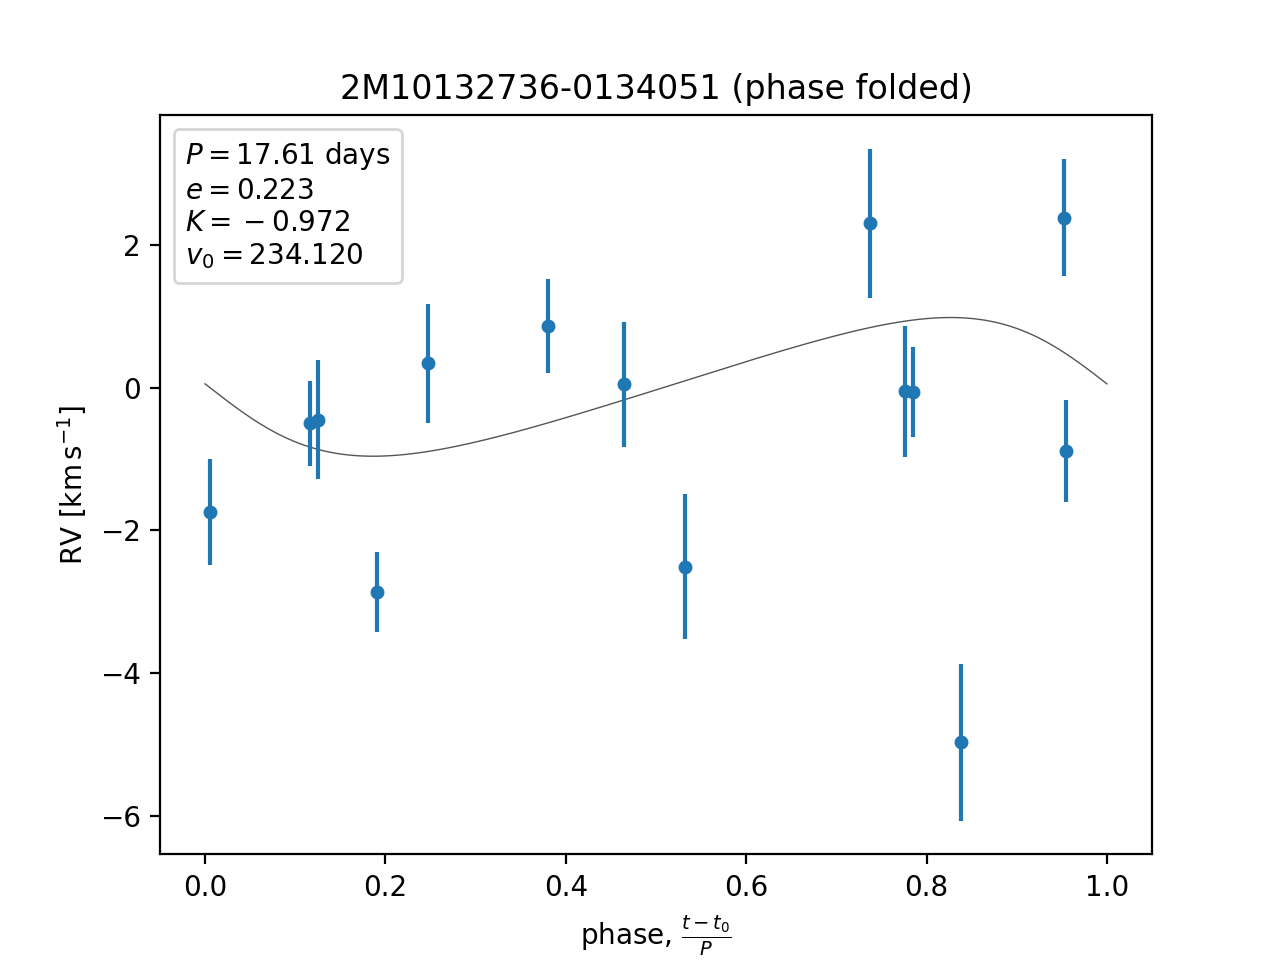 2M10132736-0134051 (phase folded)
P = 17.61 days
e = 0.223
K = −0.972
v₀ = 234.120
RV [km s⁻¹]
2
0
−2
−4
−6
0.0 0.2 0.4 0.6 0.8 1.0
phase, (t − t₀)/P